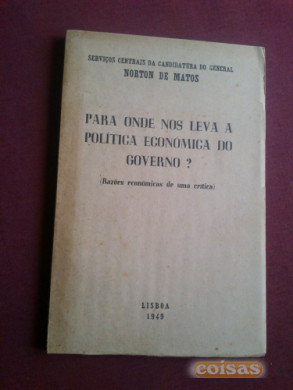 SERVIÇOS CENTRAIS DA CANDIDATURA DO GENERAL
NORTON DE MATOS
PARA ONDE NOS LEVA A
POLÍTICA ECONÓMICA DO
GOVERNO ?
(Razões económicas de uma crítica)
LISBOA
1949
coisas